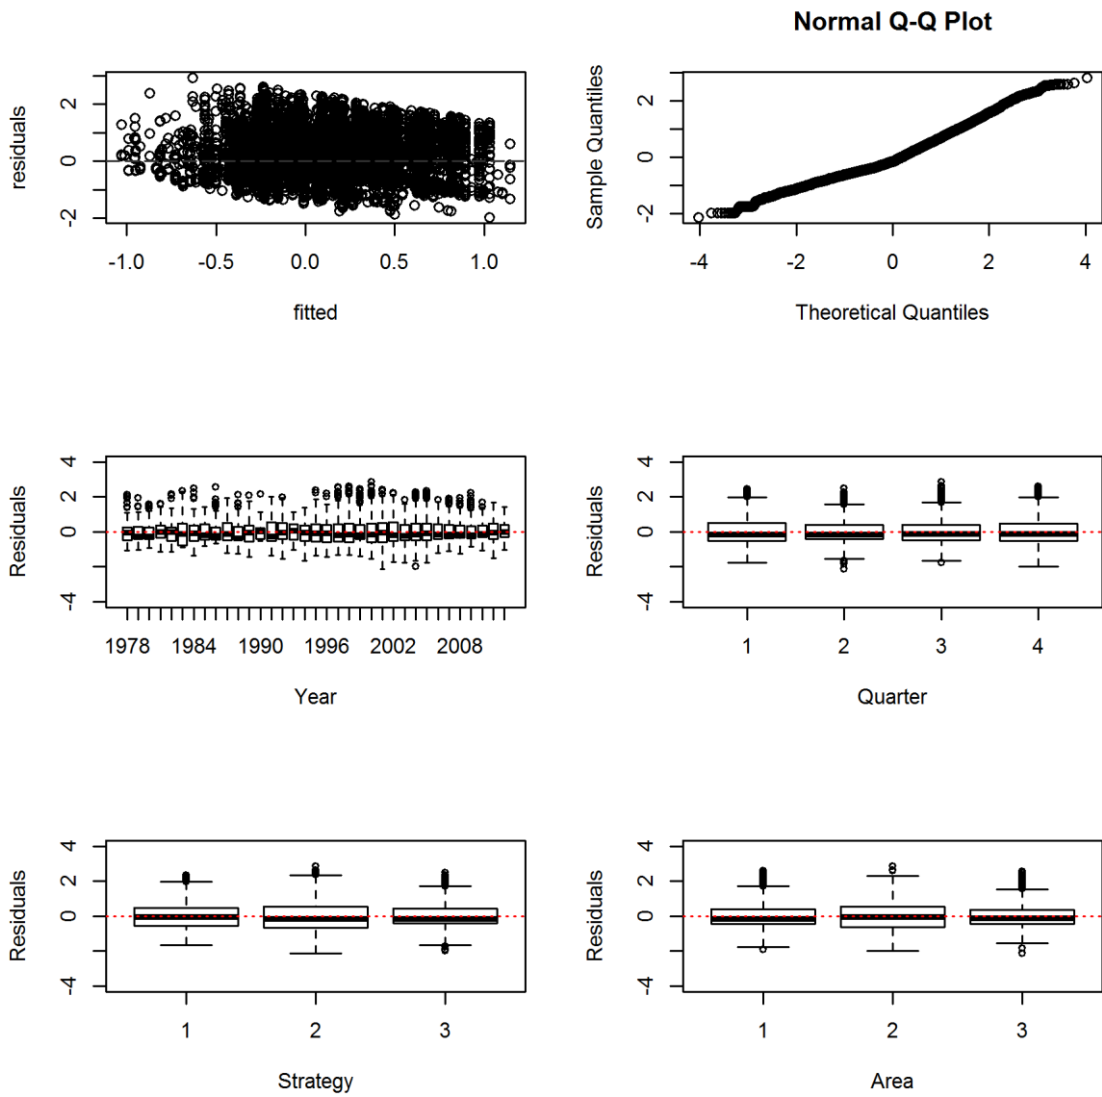 residuals
2
0
-2
-1.0 -0.5 0.0 0.5 1.0
fitted
Normal Q-Q Plot
Sample Quantiles
2
0
-2
-4 -2 0 2 4
Theoretical Quantiles
Residuals
4
2
0
-4
1978 1984 1990 1996 2002 2008
Year
Residuals
4
2
0
-4
1 2 3 4
Quarter
Residuals
4
2
0
-4
1 2 3
Strategy
Residuals
4
2
0
-4
1 2 3
Area